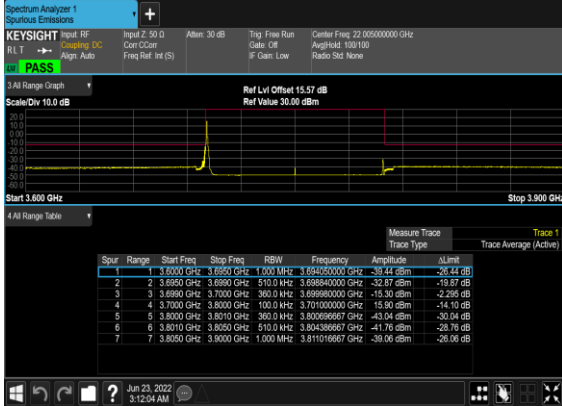 Spectrum Analyzer 1
Spurious Emissions
+
KEYSIGHT Input: RF Input Z: 50 Ω Atten: 30 dB Trig: Free Run Center Freq: 22.005000000 GHz
RLT Coupling: DC Corr CCorr Gate: Off Avg|Hold: 100/100
Align: Auto Freq Ref: Int (S) IF Gain: Low Radio Std: None
PASS
3 All Range Graph
Ref Lvl Offset 15.57 dB
Scale/Div 10.0 dB Ref Value 30.00 dBm
20.0
10.0
0.00
-10.0
-20.0
-30.0
-40.0
-50.0
-60.0
Start 3.600 GHz Stop 3.900 GHz
4 All Range Table
Measure Trace Trace 1
Trace Type Trace Average (Active)
Spur Range Start Freq Stop Freq RBW Frequency Amplitude ΔLimit
1 1 3.6000 GHz 3.6950 GHz 1.000 MHz 3.694050000 GHz -39.44 dBm -26.44 dB
2 2 3.6950 GHz 3.6990 GHz 510.0 kHz 3.698840000 GHz -32.87 dBm -19.87 dB
3 3 3.6990 GHz 3.7000 GHz 360.0 kHz 3.699980000 GHz -15.30 dBm -2.295 dB
4 4 3.7000 GHz 3.8000 GHz 100.0 kHz 3.701000000 GHz 15.90 dBm -14.10 dB
5 5 3.8000 GHz 3.8010 GHz 360.0 kHz 3.800696667 GHz -43.04 dBm -30.04 dB
6 6 3.8010 GHz 3.8050 GHz 510.0 kHz 3.804386667 GHz -41.76 dBm -28.76 dB
7 7 3.8050 GHz 3.9000 GHz 1.000 MHz 3.811016667 GHz -39.06 dBm -26.06 dB
? Jun 23, 2022
3:12:04 AM